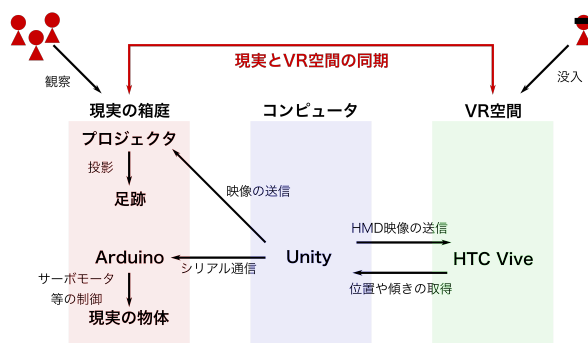 現実とVR空間の同期
観察
没入
現実の箱庭
コンピュータ
VR空間
プロジェクタ
投影
足跡
映像の送信
HMD映像の送信
Arduino
シリアル通信
Unity
HTC Vive
サーボモータ
等の制御
位置や傾きの取得
現実の物体